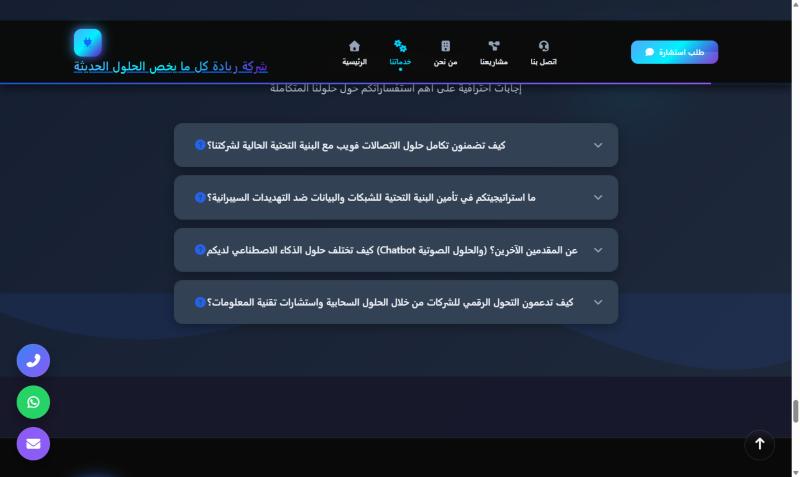 شركة ريادة كل ما يخص الحلول الحديثة
الرئيسية
خدماتنا
من نحن
مشاريعنا
اتصل بنا
طلب استشارة
إجابات احترافية على أهم استفساراتكم حول حلولنا المتكاملة
كيف تضمنون تكامل حلول الاتصالات فويب مع البنية التحتية الحالية لشركتنا؟
ما استراتيجيتكم في تأمين البنية التحتية للشبكات والبيانات ضد التهديدات السيبرانية؟
عن المقدمين الآخرين؟ (والحلول الصوتية Chatbot) كيف تختلف حلول الذكاء الاصطناعي لديكم
كيف تدعمون التحول الرقمي للشركات من خلال الحلول السحابية واستشارات تقنية المعلومات؟